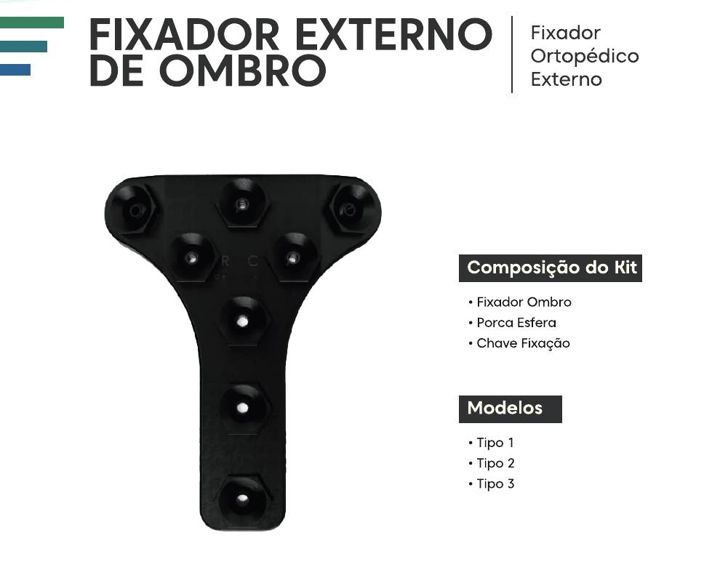 FIXADOR EXTERNO
DE OMBRO
Fixador
Ortopédico
Externo
R C
Composição do Kit
• Fixador Ombro
• Porca Esfera
• Chave Fixação
Modelos
• Tipo 1
• Tipo 2
• Tipo 3